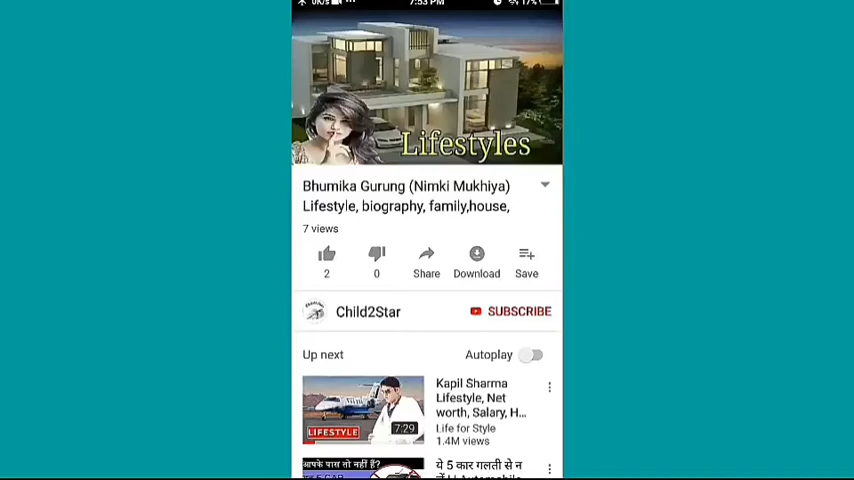 7:53 PM
17%
Lifestyles
Bhumika Gurung (Nimki Mukhiya)
Lifestyle, biography, family,house,
7 views
2
0
Share
Download
Save
Child2Star
SUBSCRIBE
Up next
Autoplay
Kapil Sharma
Lifestyle, Net
worth, Salary, H...
Life for Style
1.4M views
LIFESTYLE
7:29
आपके पास तो नहीं हैं?
ये 5 कार गलती से न